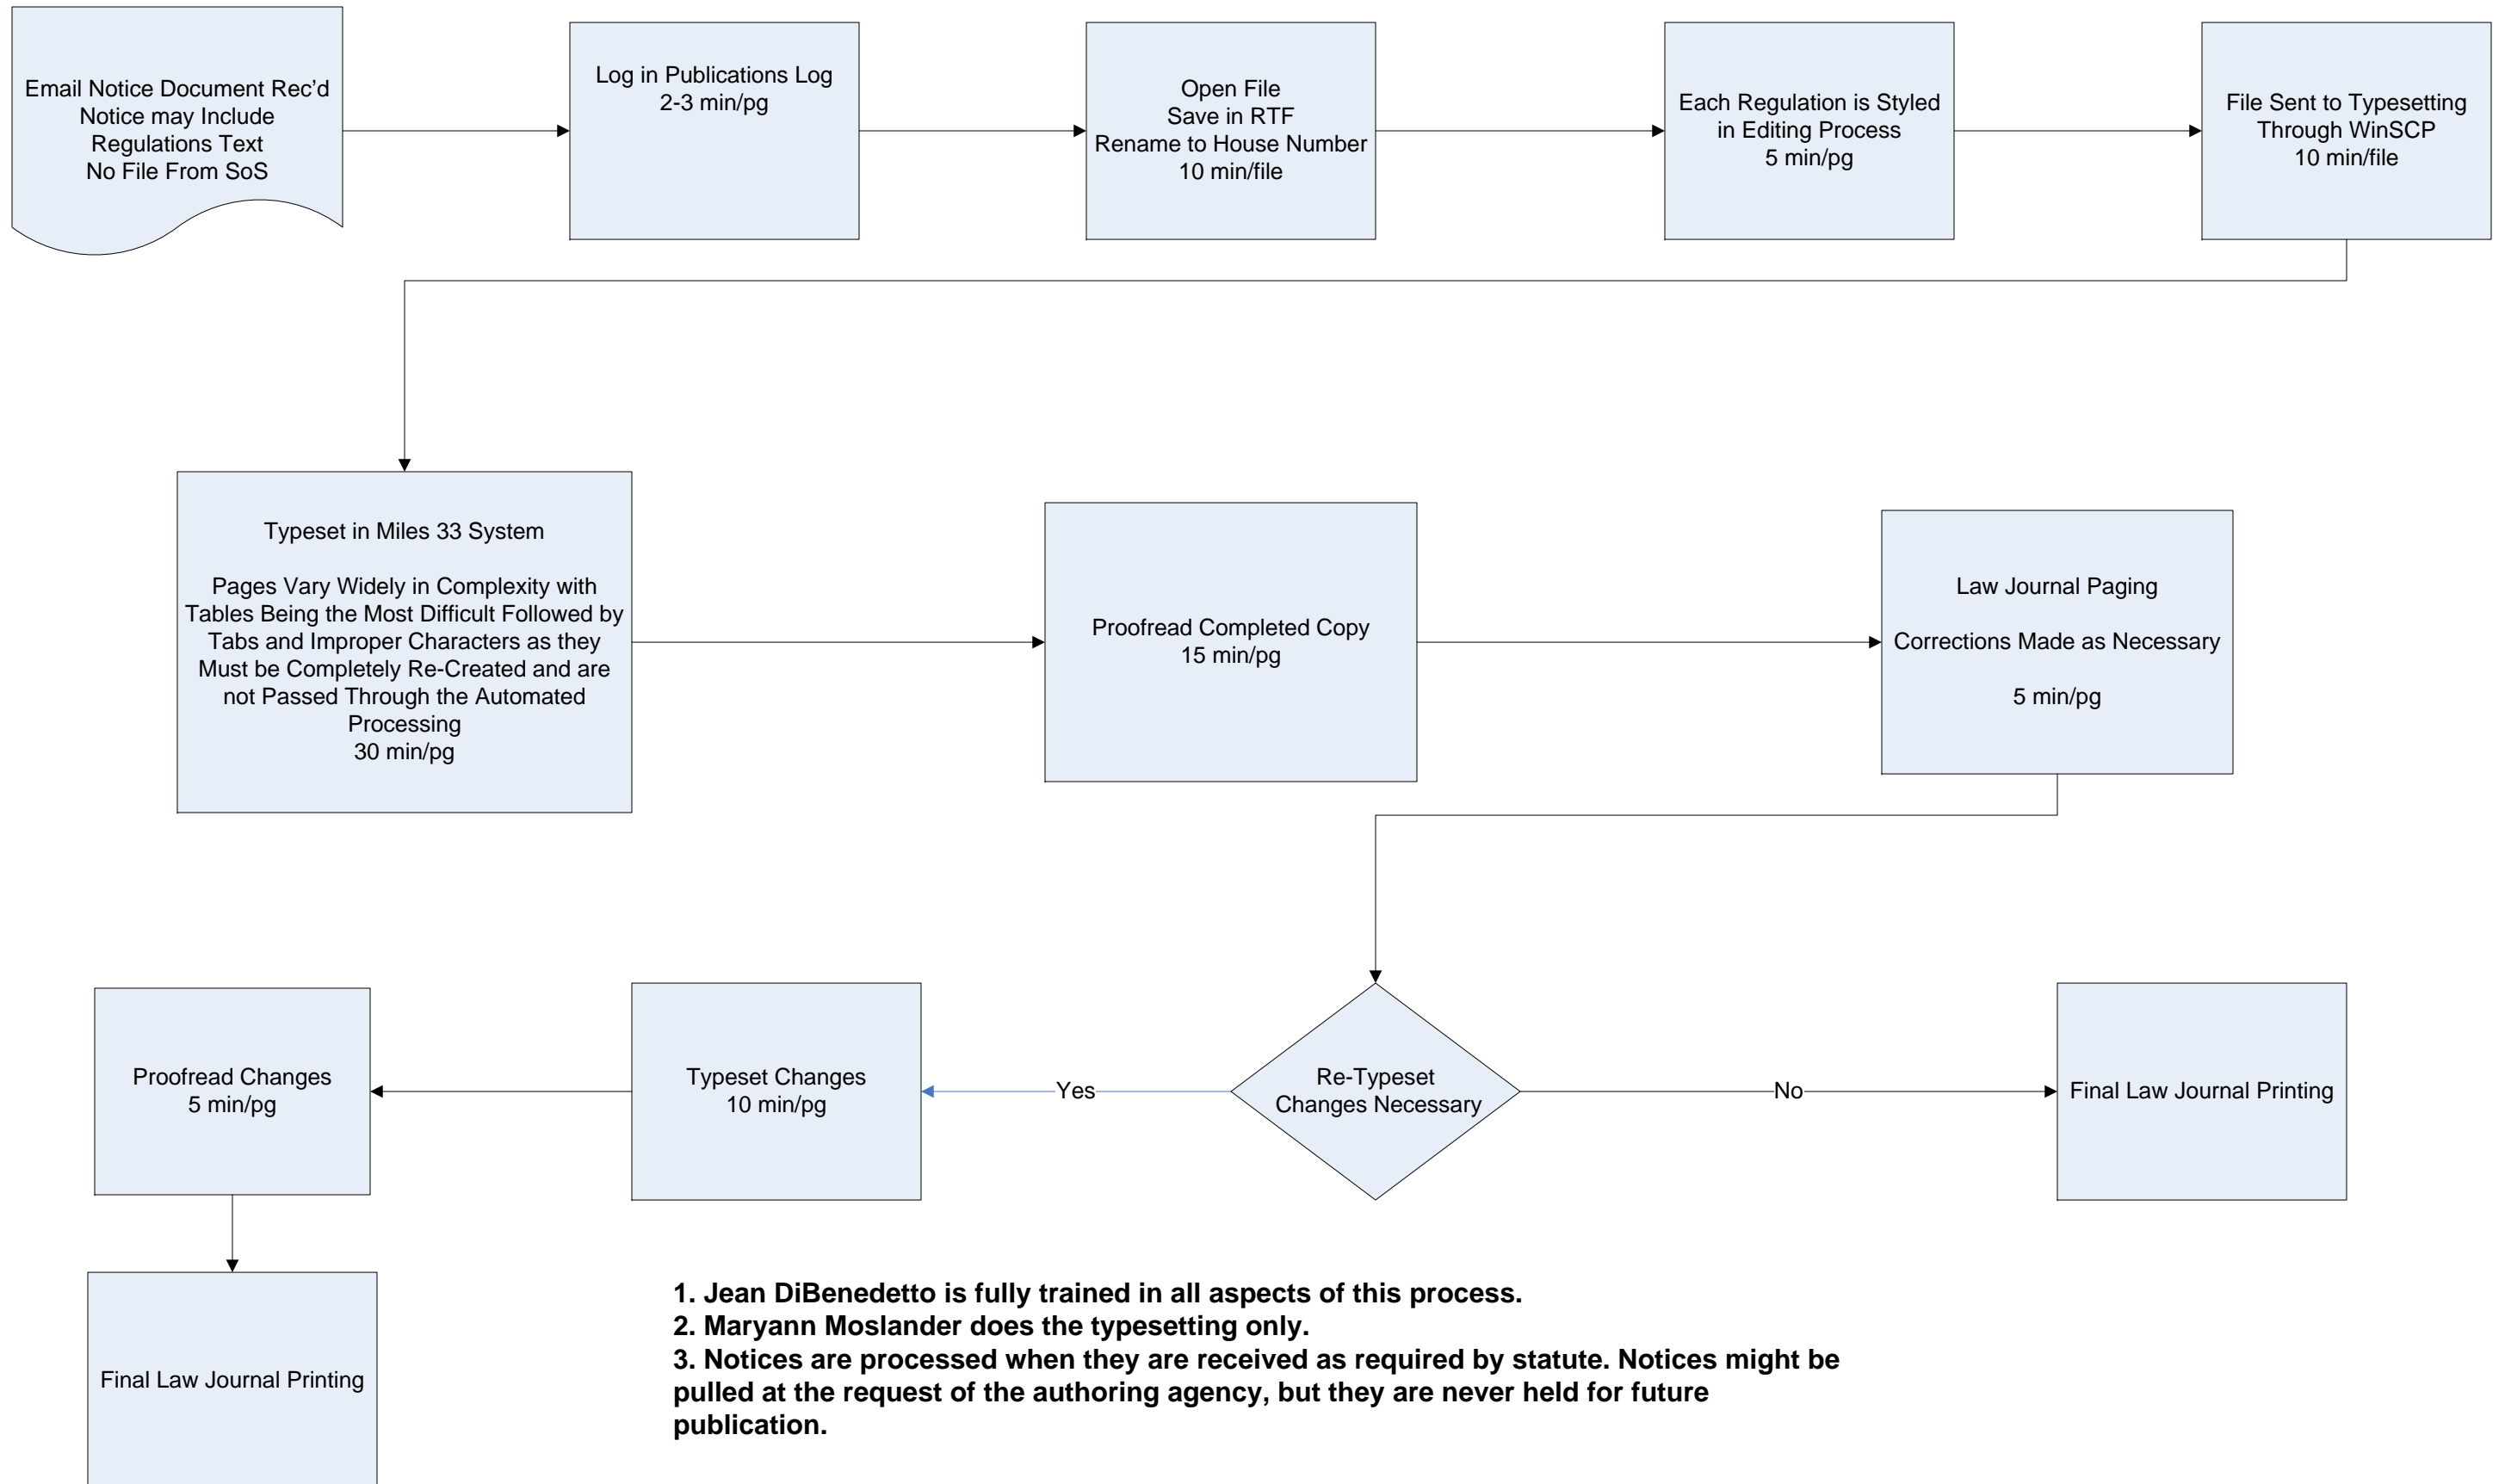 Email Notice Document Rec’d
Notice may Include
Regulations Text
No File From SoS
Log in Publications Log
2-3 min/pg
Open File
Save in RTF
Rename to House Number
10 min/file
Each Regulation is Styled
in Editing Process
5 min/pg
File Sent to Typesetting
Through WinSCP
10 min/file
Typeset in Miles 33 System
Pages Vary Widely in Complexity with
Tables Being the Most Difficult Followed by
Tabs and Improper Characters as they
Must be Completely Re-Created and are
not Passed Through the Automated
Processing
30 min/pg
Proofread Completed Copy
15 min/pg
Law Journal Paging
Corrections Made as Necessary
5 min/pg
Proofread Changes
5 min/pg
Typeset Changes
10 min/pg
Yes
Re-Typeset
Changes Necessary
No
Final Law Journal Printing
Final Law Journal Printing
1. Jean DiBenedetto is fully trained in all aspects of this process.
2. Maryann Moslander does the typesetting only.
3. Notices are processed when they are received as required by statute. Notices might be
pulled at the request of the authoring agency, but they are never held for future
publication.